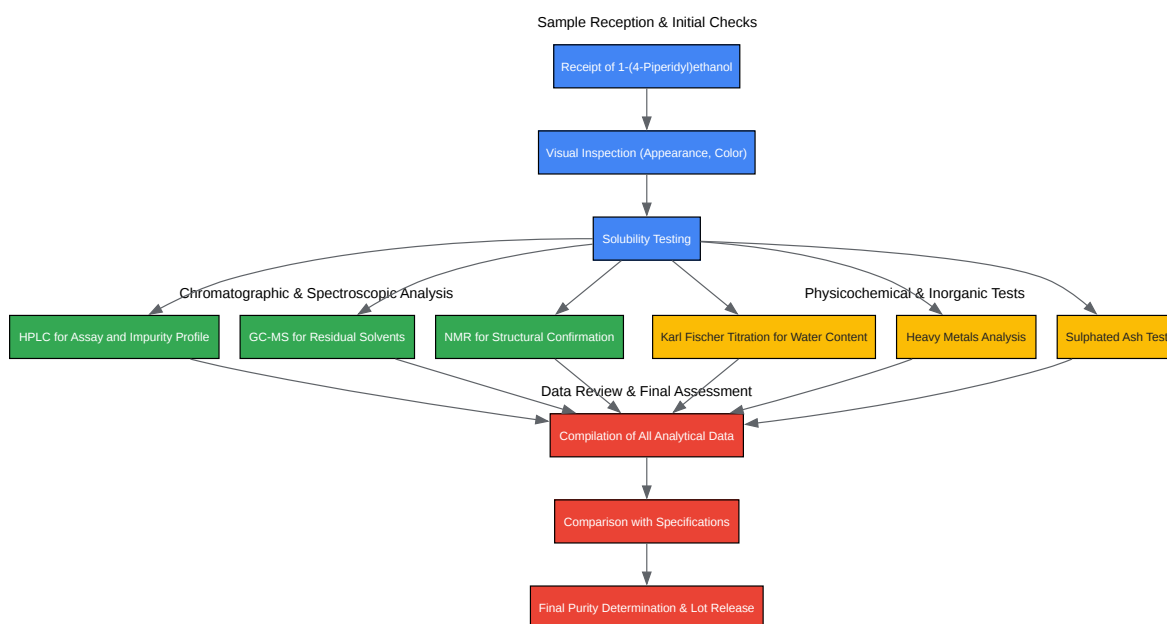 Sample Reception & Initial Checks
Receipt of 1-(4-Piperidyl)ethanol
Visual Inspection (Appearance, Color)
Solubility Testing
Chromatographic & Spectroscopic Analysis
Physicochemical & Inorganic Tests
HPLC for Assay and Impurity Profile
GC-MS for Residual Solvents
NMR for Structural Confirmation
Karl Fischer Titration for Water Content
Heavy Metals Analysis
Sulphated Ash Test
Data Review & Final Assessment
Compilation of All Analytical Data
Comparison with Specifications
Final Purity Determination & Lot Release